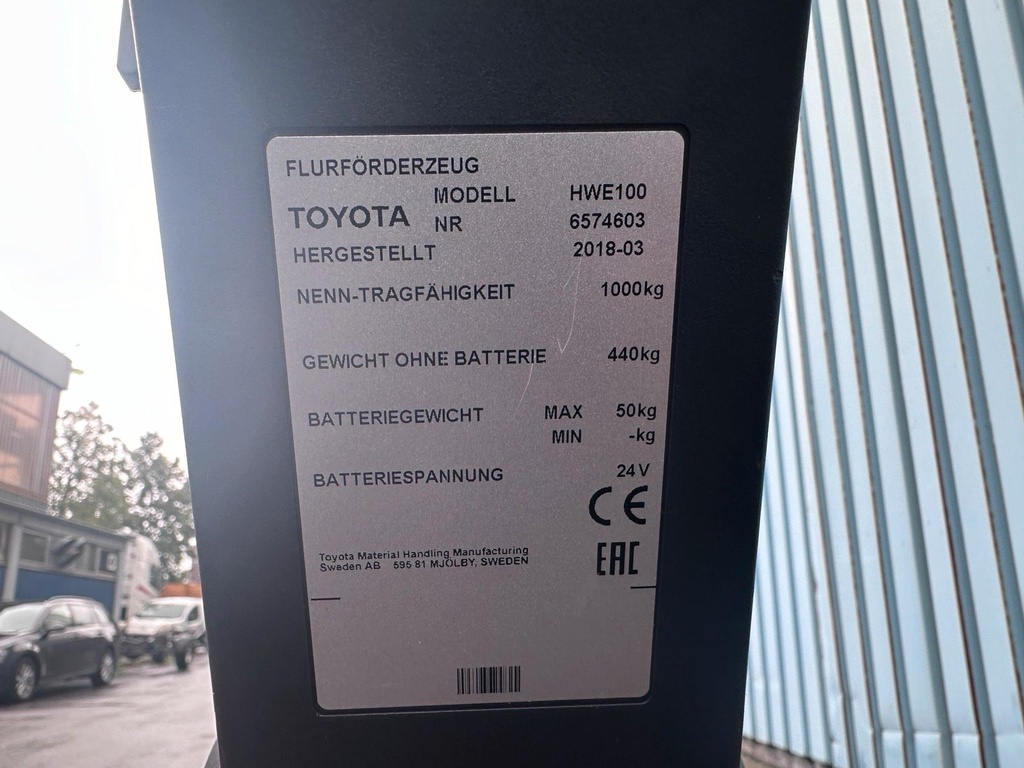 FLURFÖRDERZEUG
MODELL HWE100
TOYOTA NR 6574603
HERGESTELLT 2018-03
NENN-TRAGFÄHIGKEIT 1000kg
GEWICHT OHNE BATTERIE 440kg
BATTERIEGEWICHT MAX 50kg
MIN -kg
BATTERIESPANNUNG 24V
CE
Toyota Material Handling Manufacturing
Sweden AB 595 81 MJÖLBY, SWEDEN
EAC